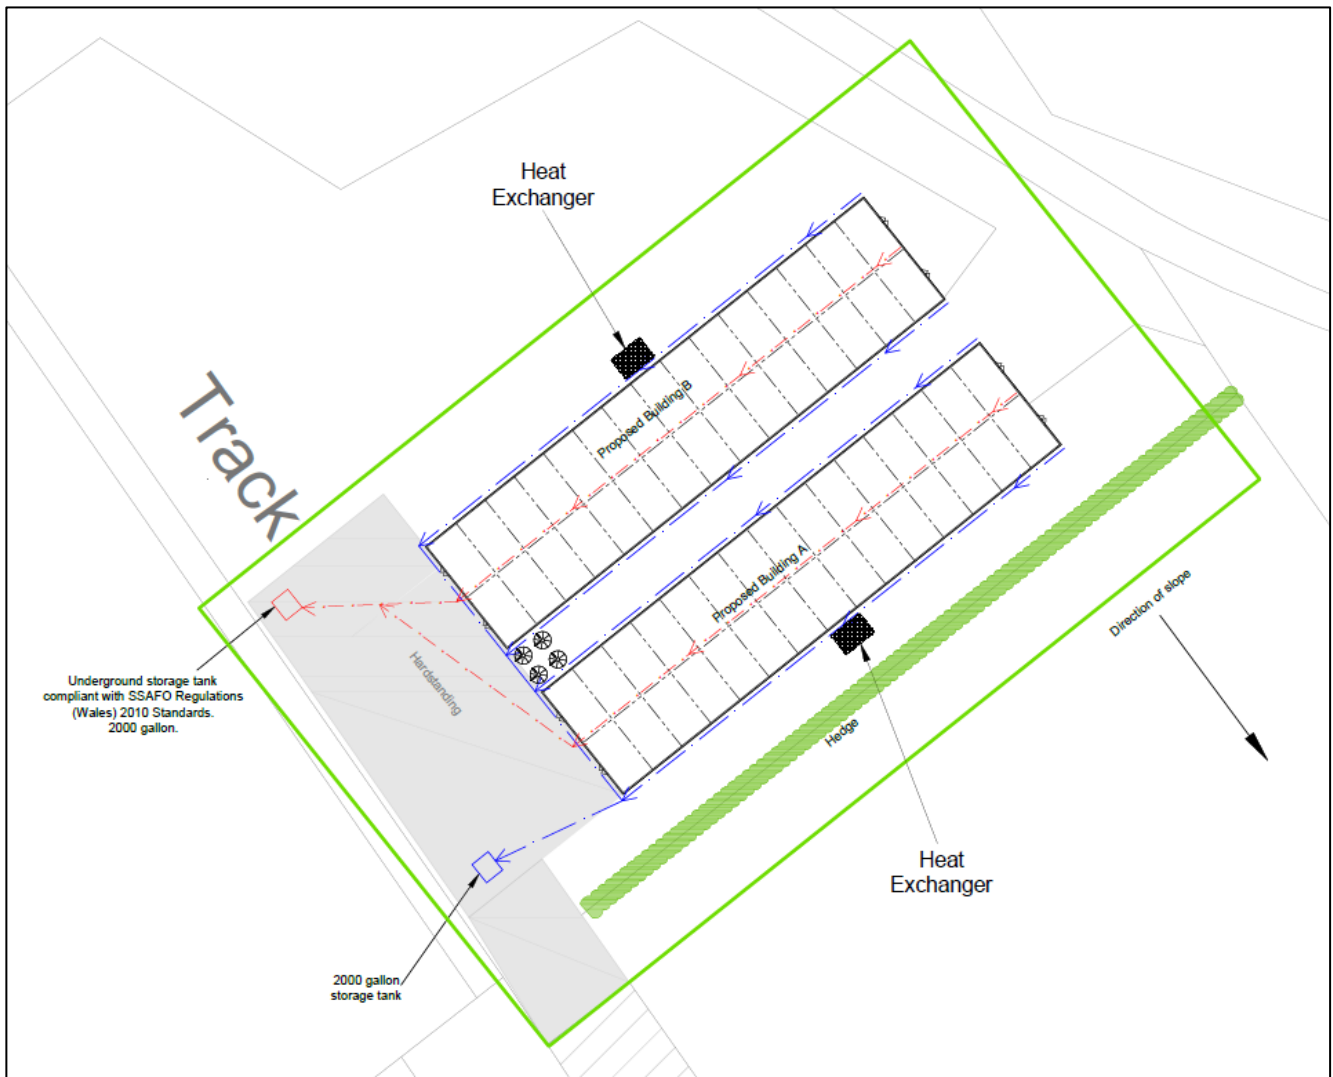 Heat
Exchanger
Track
Proposed Building B
Proposed Building A
Direction of slope
Hardstanding
Underground storage tank
compliant with SSAFO Regulations
(Wales) 2010 Standards.
2000 gallon.
Hedge
Heat
Exchanger
2000 gallon
storage tank